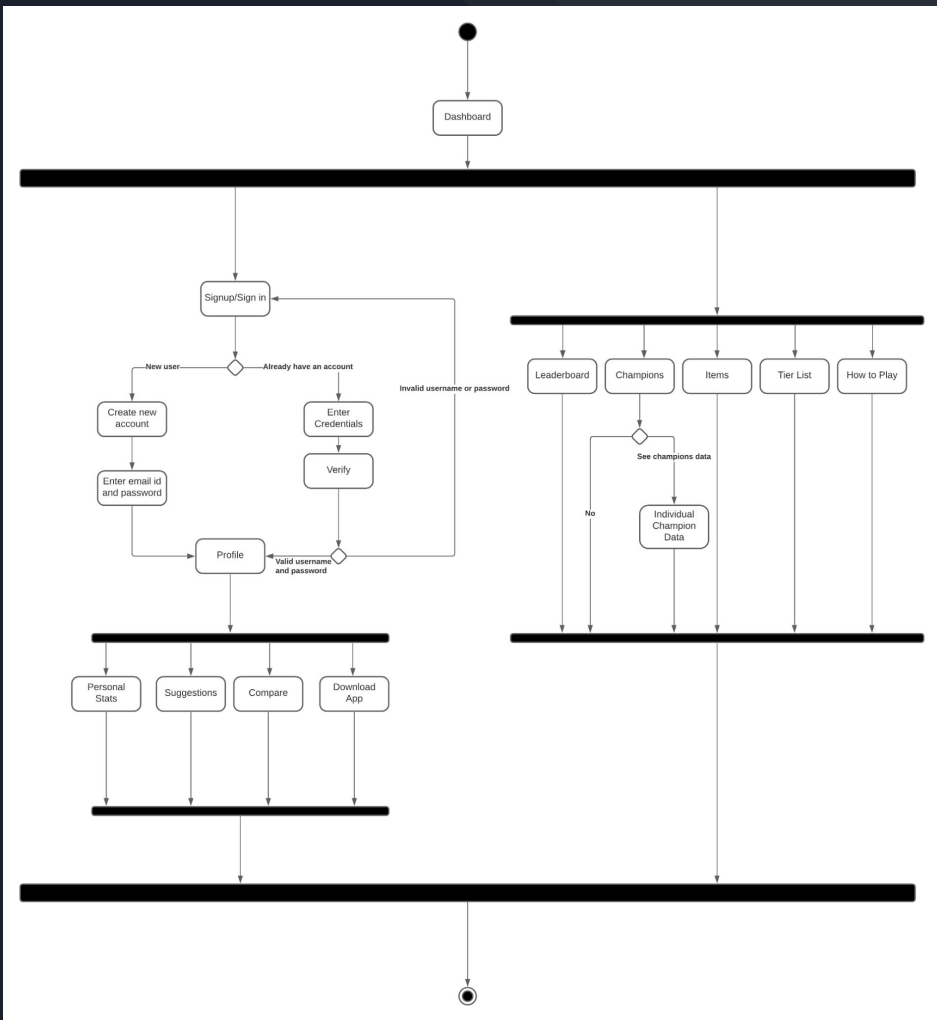 Dashboard
Signup/Sign in
New user
Already have an account
Invalid username or password
Create new
account
Enter
Credentials
Enter email id
and password
Verify
Profile
Valid username
and password
Personal
Stats
Suggestions
Compare
Download
App
Leaderboard
Champions
Items
Tier List
How to Play
See champions data
No
Individual
Champion
Data